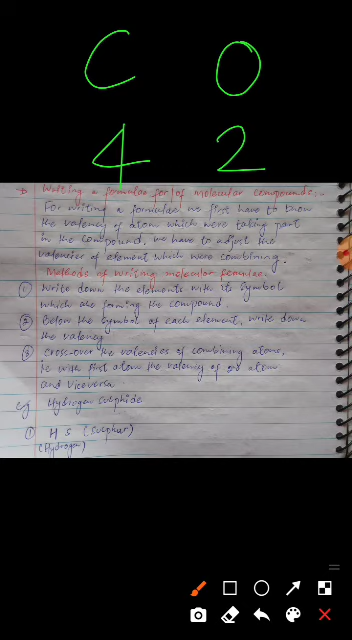 C O
4 2
Writing a formulae for of molecular compounds:-
For writing a formulae we first have to know
the valency of atom which were taking part
in the compound, we have to adjust the
valencies of element which were combining.
Methods of writing molecular formulae.
① Write down the elements with its symbol
which are forming the compound.
② Below the symbol of each element, write down
the valency
③ Cross-over the valencies of combining atoms,
ie with first atom the valency of 2nd atom
and viceversa.
eg Hydrogen sulphide
① H S (Sulphur)
(Hydrogen)